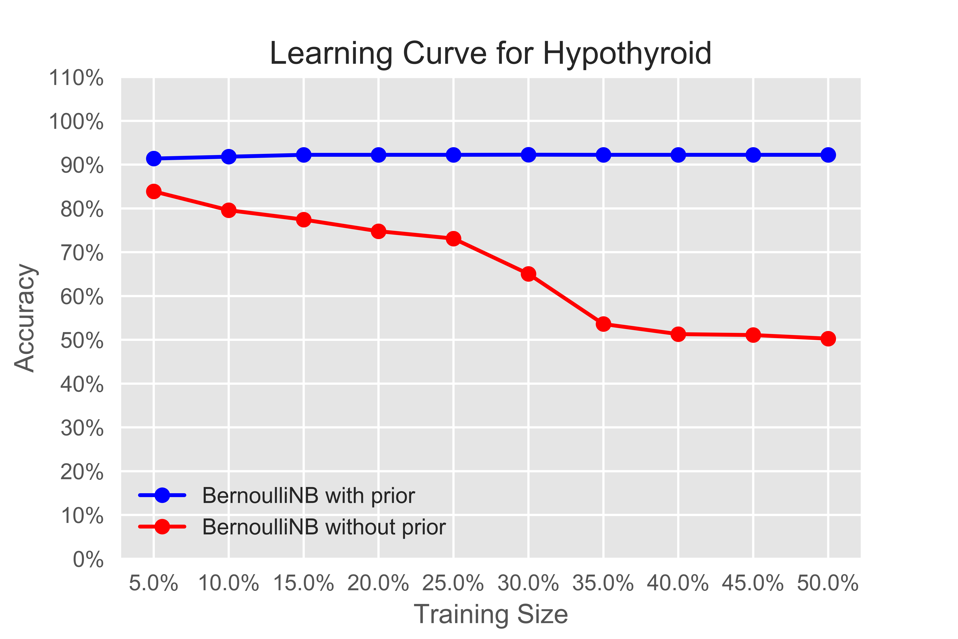 Learning Curve for Hypothyroid
110%
100%
90%
80%
70%
60%
50%
40%
30%
20%
10%
0%
Accuracy
BernoulliNB with prior
BernoulliNB without prior
5.0% 10.0% 15.0% 20.0% 25.0% 30.0% 35.0% 40.0% 45.0% 50.0%
Training Size